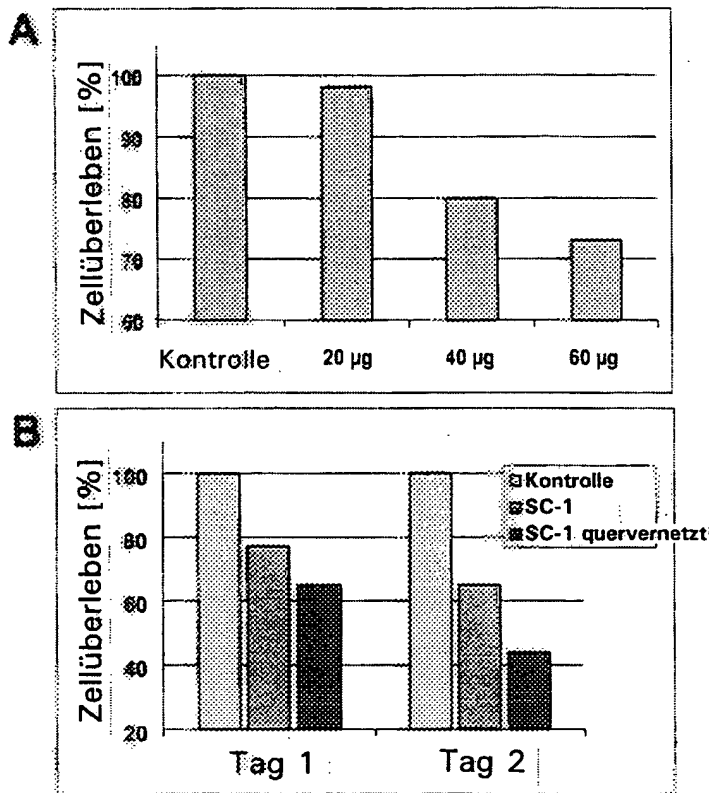 A
Zellüberleben [%]
100
90
80
70
60
Kontrolle 20 µg 40 µg 60 µg
B
Zellüberleben [%]
100
80
60
40
20
Kontrolle
SC-1
SC-1 quervernetzt
Tag 1 Tag 2